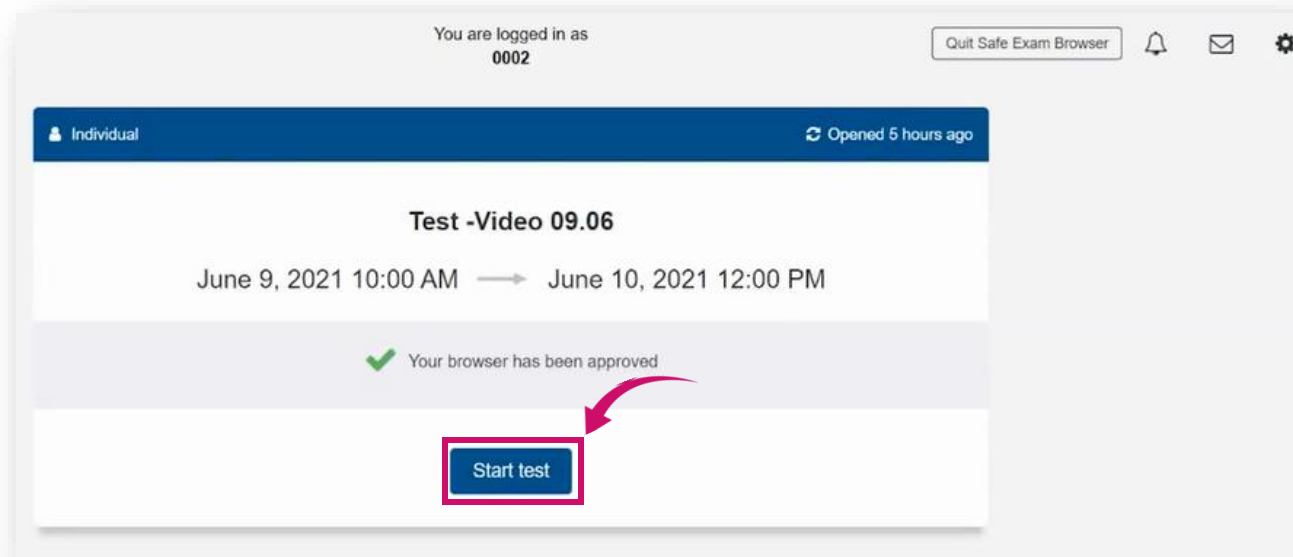 You are logged in as
0002
Quit Safe Exam Browser
Individual
Opened 5 hours ago
Test -Video 09.06
June 9, 2021 10:00 AM June 10, 2021 12:00 PM
Your browser has been approved
Start test